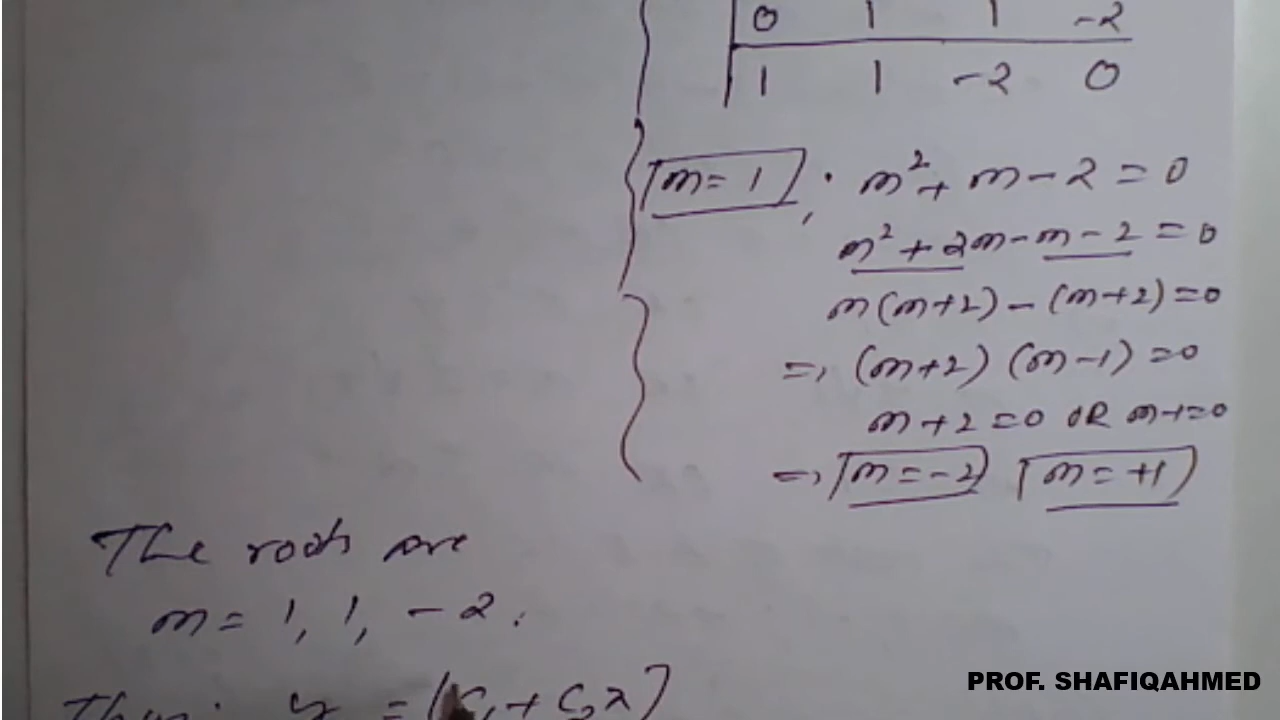 0 1 1 -2
1 1 -2 0
m = 1, m² + m - 2 = 0
m² + 2m - m - 2 = 0
m(m+2) - (m+2) = 0
=> (m+2) (m-1) = 0
m + 2 = 0 OR m-1=0
=> m = -2 m = +1
The roots are
m = 1, 1, -2.
y = (C₁ + C₂x)
PROF. SHAFIQAHMED